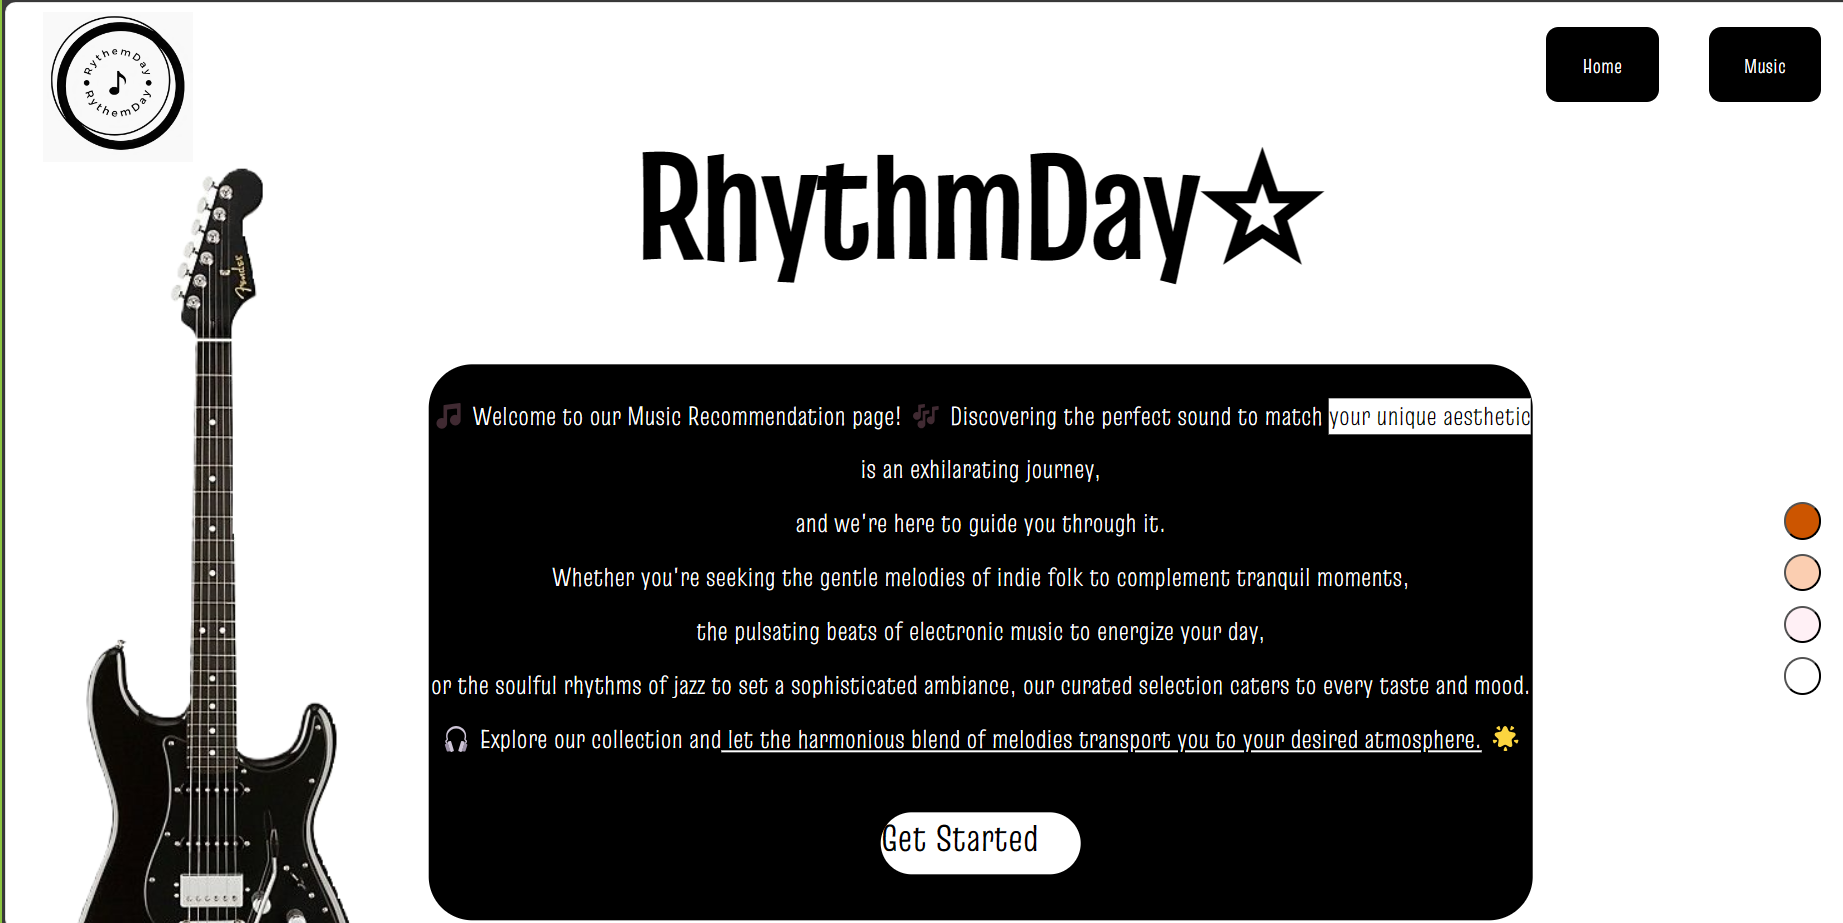 RythemDay
RythemDay
Home
Music
RhythmDay☆
Fender
🎵 Welcome to our Music Recommendation page! 🎶 Discovering the perfect sound to match your unique aesthetic
is an exhilarating journey,
and we're here to guide you through it.
Whether you're seeking the gentle melodies of indie folk to complement tranquil moments,
the pulsating beats of electronic music to energize your day,
or the soulful rhythms of jazz to set a sophisticated ambiance, our curated selection caters to every taste and mood.
🎧 Explore our collection and let the harmonious blend of melodies transport you to your desired atmosphere. 🌟
Get Started